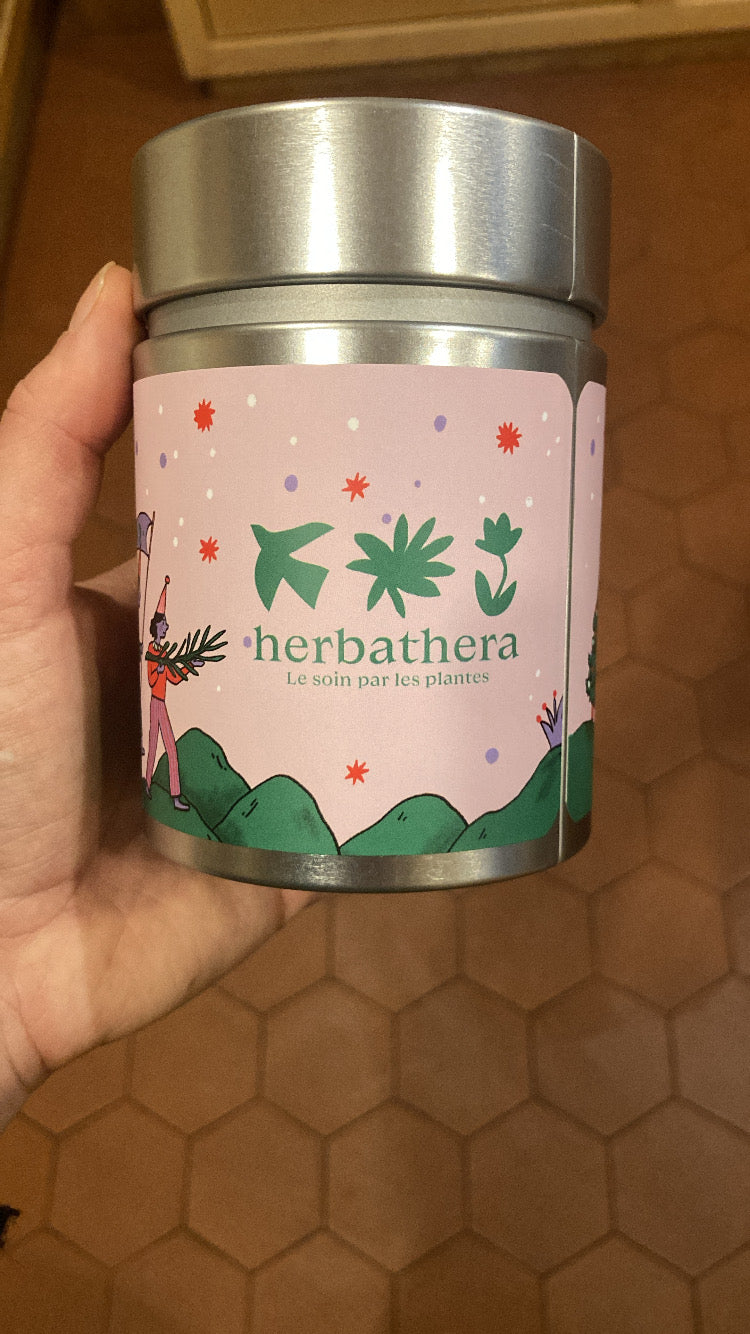 herbathera
Le soin par les plantes